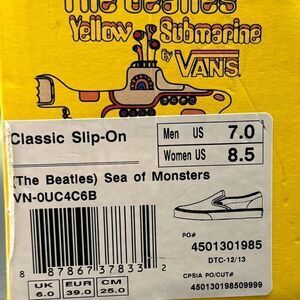 The Beatles
Yellow Submarine
by VANS
Classic Slip-On
Men US 7.0
Women US 8.5
(The Beatles) Sea of Monsters
VN-0UC4C6B
PO#
4501301985
DTC-12/13
CPSIA PO/CUT#
450130198509999
8 87867 37833 2
UK EUR CM
6.0 39.0 25.0